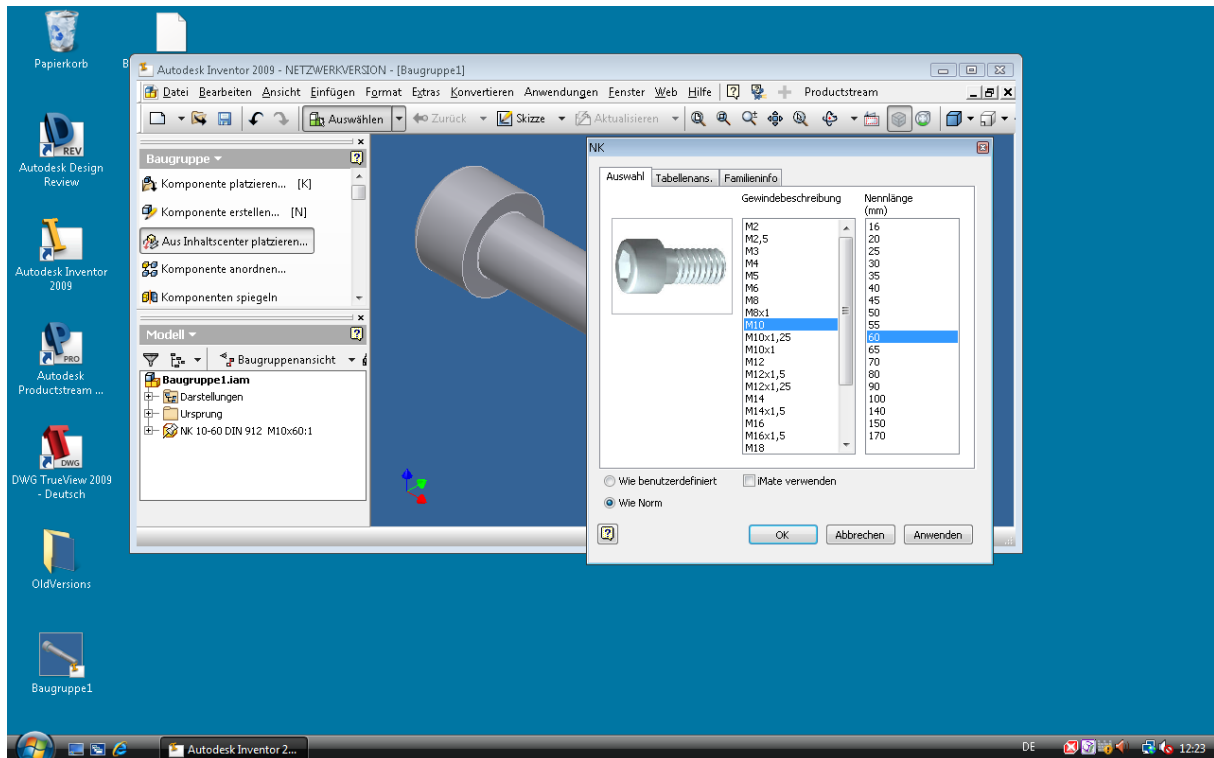 Papierkorb
B
Autodesk Design
Review
REV
Autodesk Inventor
2009
PRO
Autodesk
Productstream ...
DWG
DWG TrueView 2009
- Deutsch
OldVersions
Baugruppe1
Autodesk Inventor 2009 - NETZWERKVERSION - [Baugruppe1]
Datei Bearbeiten Ansicht Einfügen Format Extras Konvertieren Anwendungen Fenster Web Hilfe Productstream
Auswählen Zurück Skizze Aktualisieren
Baugruppe
Komponente platzieren... [K]
Komponente erstellen... [N]
Aus Inhaltscenter platzieren...
Komponente anordnen...
Komponenten spiegeln
Modell
Baugruppenansicht
Baugruppe1.iam
Darstellungen
Ursprung
NK 10-60 DIN 912 M10x60:1
NK
Auswahl Tabellenans. Familieninfo
Gewindebeschreibung
M2
M2,5
M3
M4
M5
M6
M8
M8x1
M10
M10x1,25
M10x1
M12
M12x1,5
M12x1,25
M14
M14x1,5
M16
M16x1,5
M18
Nennlänge
(mm)
16
20
25
30
35
40
45
50
55
60
65
70
80
90
100
140
150
170
Wie benutzerdefiniert iMate verwenden
Wie Norm
OK Abbrechen Anwenden
Autodesk Inventor 2...
DE 12:23